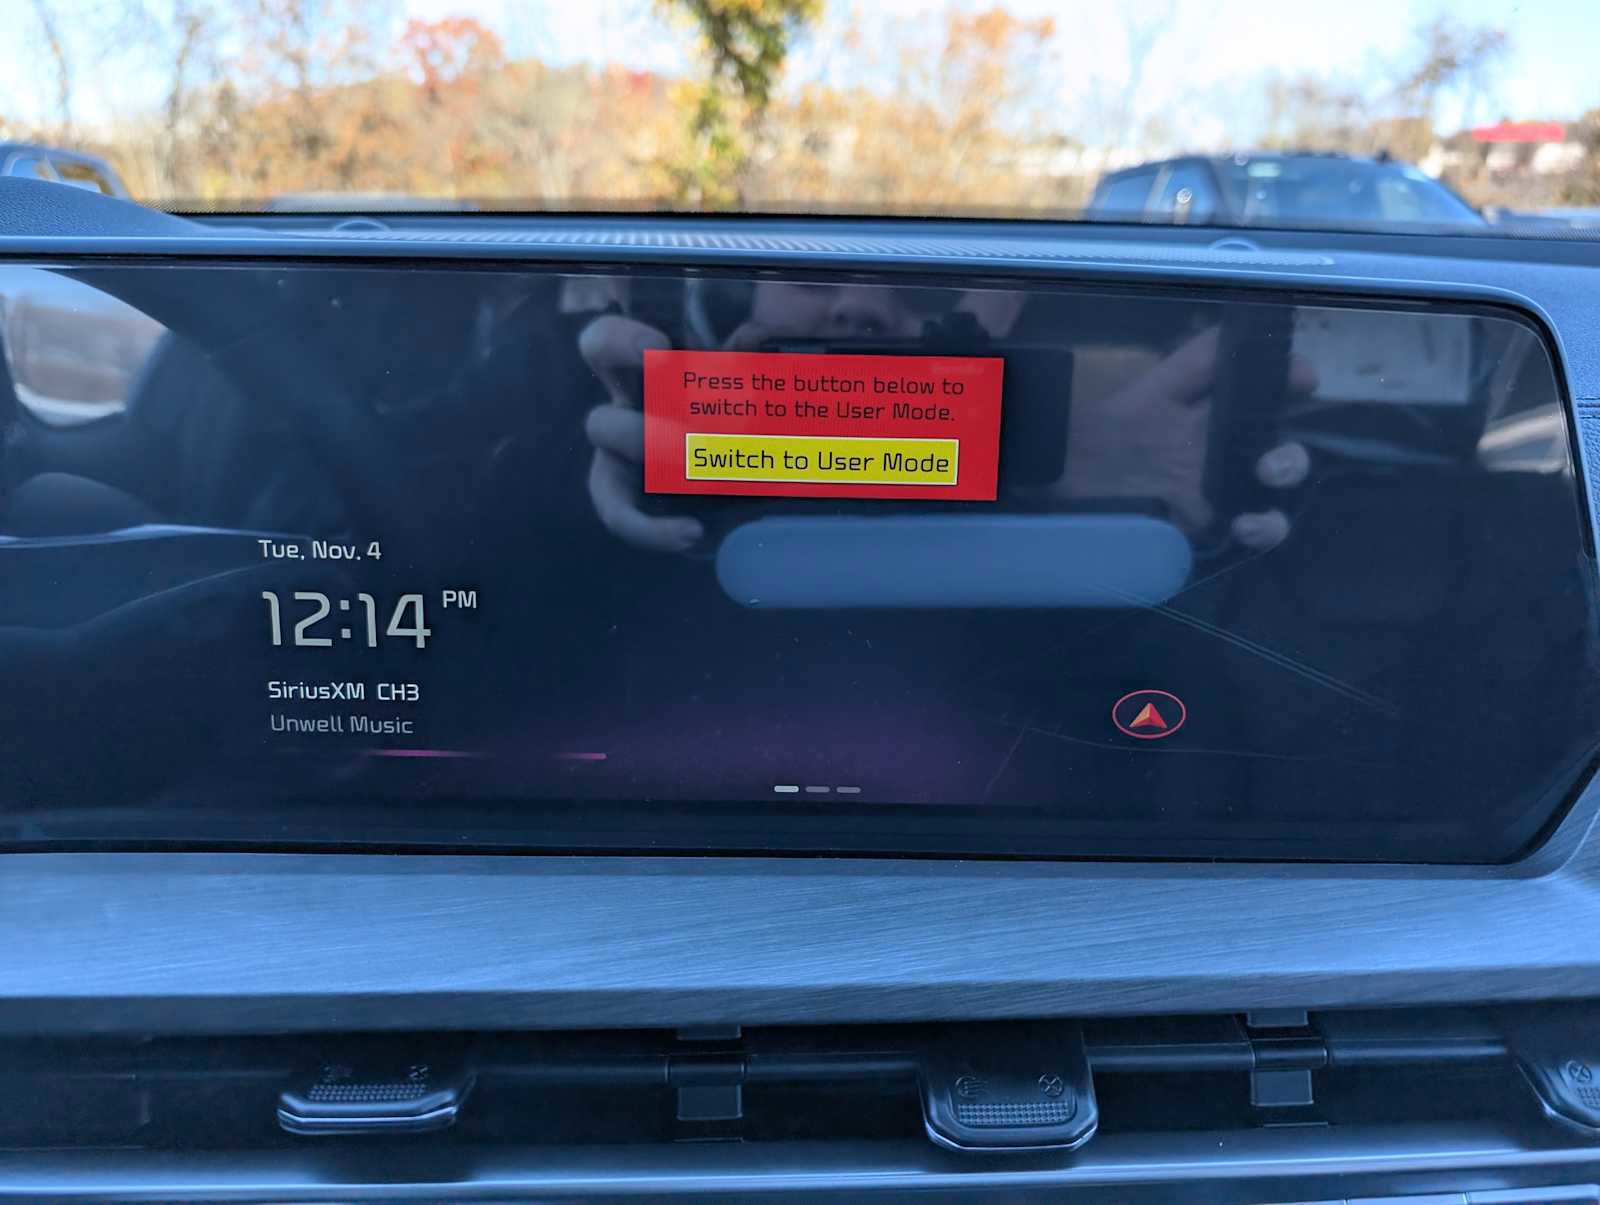 Press the button below to
switch to the User Mode.
Switch to User Mode
Tue, Nov. 4
12:14 PM
SiriusXM CH3
Unwell Music